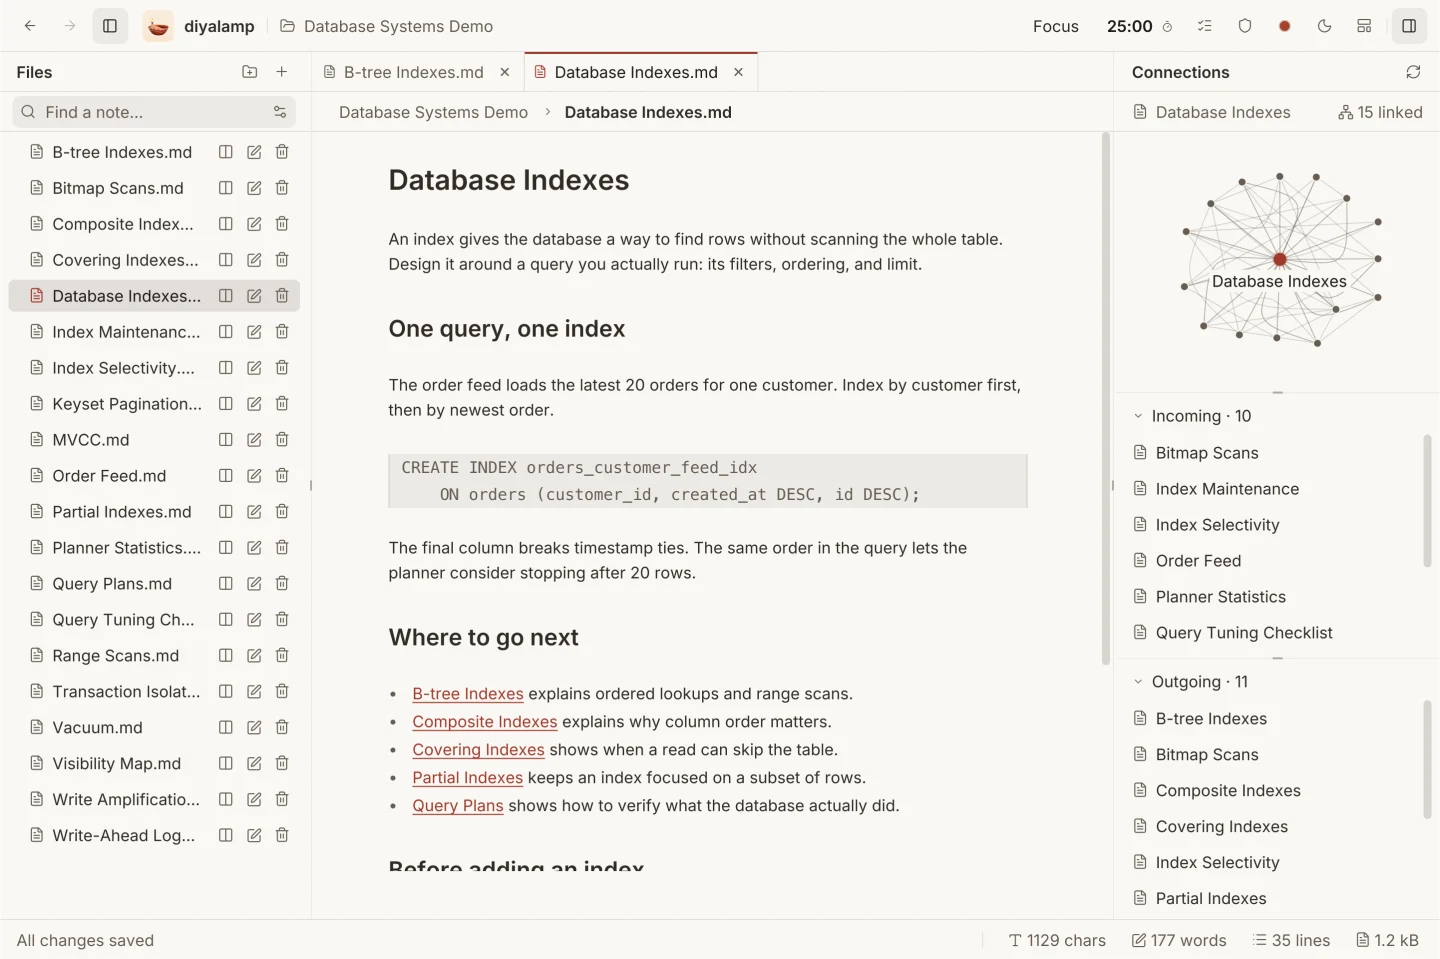 diyalamp
Database Systems Demo
Focus
25:00
Files
B-tree Indexes.md
Database Indexes.md
Connections
Find a note...
Database Systems Demo > Database Indexes.md
Database Indexes
15 linked
B-tree Indexes.md
Bitmap Scans.md
Composite Index...
Covering Indexes...
Database Indexes...
Index Maintenanc...
Index Selectivity....
Keyset Pagination...
MVCC.md
Order Feed.md
Partial Indexes.md
Planner Statistics....
Query Plans.md
Query Tuning Ch...
Range Scans.md
Transaction Isolat...
Vacuum.md
Visibility Map.md
Write Amplificatio...
Write-Ahead Log...
Database Indexes
An index gives the database a way to find rows without scanning the whole table.
Design it around a query you actually run: its filters, ordering, and limit.
One query, one index
The order feed loads the latest 20 orders for one customer. Index by customer first,
then by newest order.
CREATE INDEX orders_customer_feed_idx
ON orders (customer_id, created_at DESC, id DESC);
The final column breaks timestamp ties. The same order in the query lets the
planner consider stopping after 20 rows.
Where to go next
• B-tree Indexes explains ordered lookups and range scans.
• Composite Indexes explains why column order matters.
• Covering Indexes shows when a read can skip the table.
• Partial Indexes keeps an index focused on a subset of rows.
• Query Plans shows how to verify what the database actually did.
Before adding an index
Database Indexes
Incoming · 10
Bitmap Scans
Index Maintenance
Index Selectivity
Order Feed
Planner Statistics
Query Tuning Checklist
Outgoing · 11
B-tree Indexes
Bitmap Scans
Composite Indexes
Covering Indexes
Index Selectivity
Partial Indexes
All changes saved
1129 chars
177 words
35 lines
1.2 kB